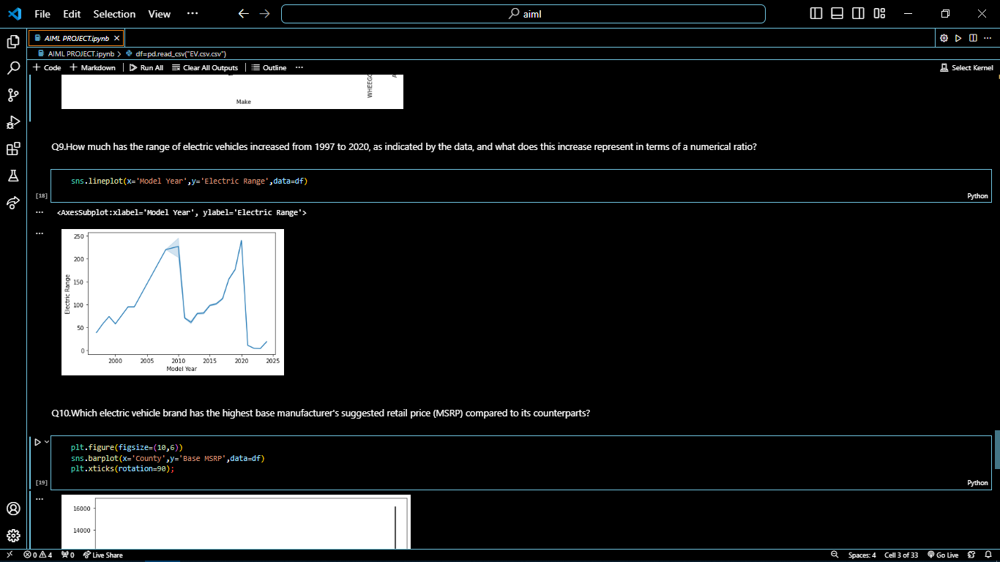 File Edit Selection View ··· aiml
AIML PROJECT.ipynb
AIML PROJECT.ipynb > df=pd.read_csv("EV.csv.csv")
+ Code + Markdown | Run All Clear All Outputs | Outline ··· Select Kernel
WHEEGO
Make
Q9.How much has the range of electric vehicles increased from 1997 to 2020, as indicated by the data, and what does this increase represent in terms of a numerical ratio?
sns.lineplot(x='Model Year',y='Electric Range',data=df)
[18]
Python
<AxesSubplot:xlabel='Model Year', ylabel='Electric Range'>
250
200
150
100
50
0
Electric Range
2000 2005 2010 2015 2020 2025
Model Year
Q10.Which electric vehicle brand has the highest base manufacturer's suggested retail price (MSRP) compared to its counterparts?
plt.figure(figsize=(10,6))
sns.barplot(x='County',y='Base MSRP',data=df)
plt.xticks(rotation=90);
[19]
Python
16000
14000
0 4 0 Live Share Spaces: 4 Cell 3 of 33 Go Live